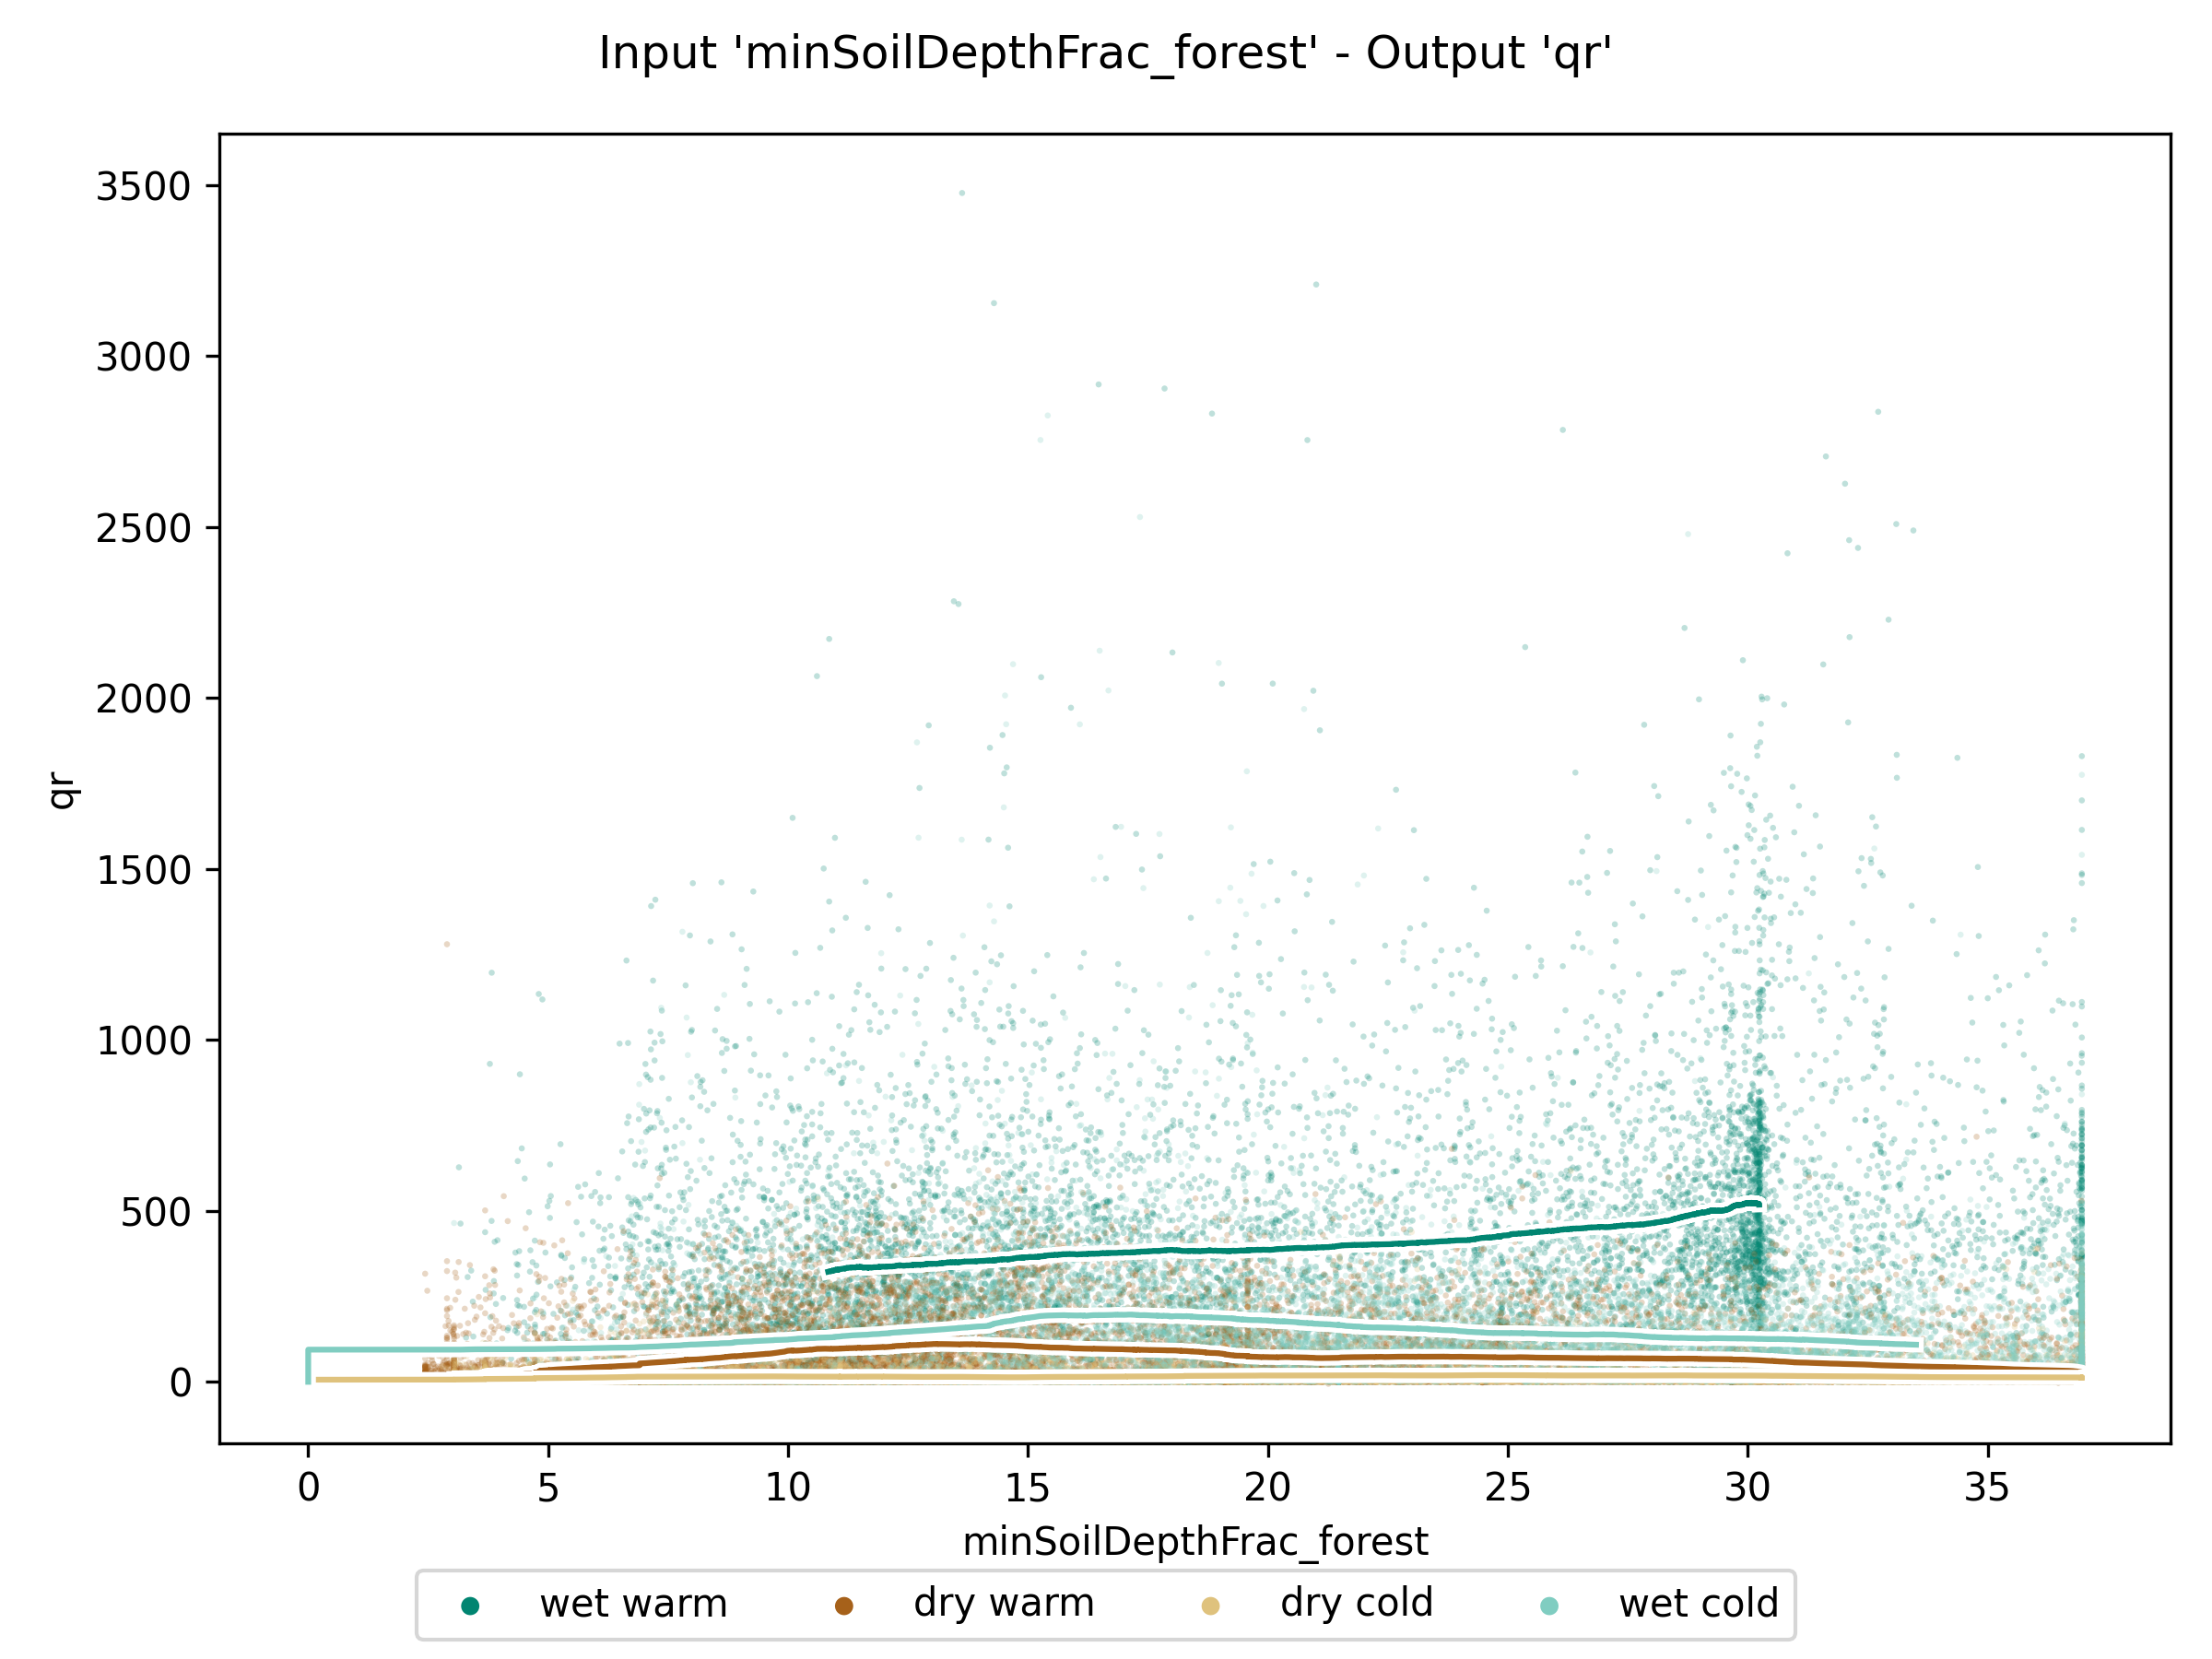 Input 'minSoilDepthFrac_forest' - Output 'qr'
3500
3000
2500
2000
1500
1000
500
0
qr
0 5 10 15 20 25 30 35
minSoilDepthFrac_forest
wet warm dry warm dry cold wet cold